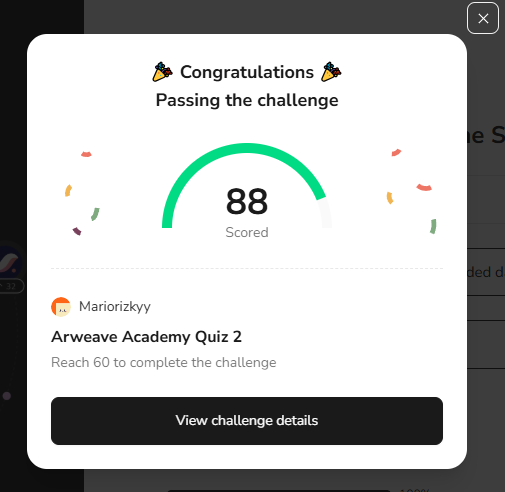 Congratulations
Passing the challenge
88
Scored
Mariorizkyy
Arweave Academy Quiz 2
Reach 60 to complete the challenge
View challenge details
32